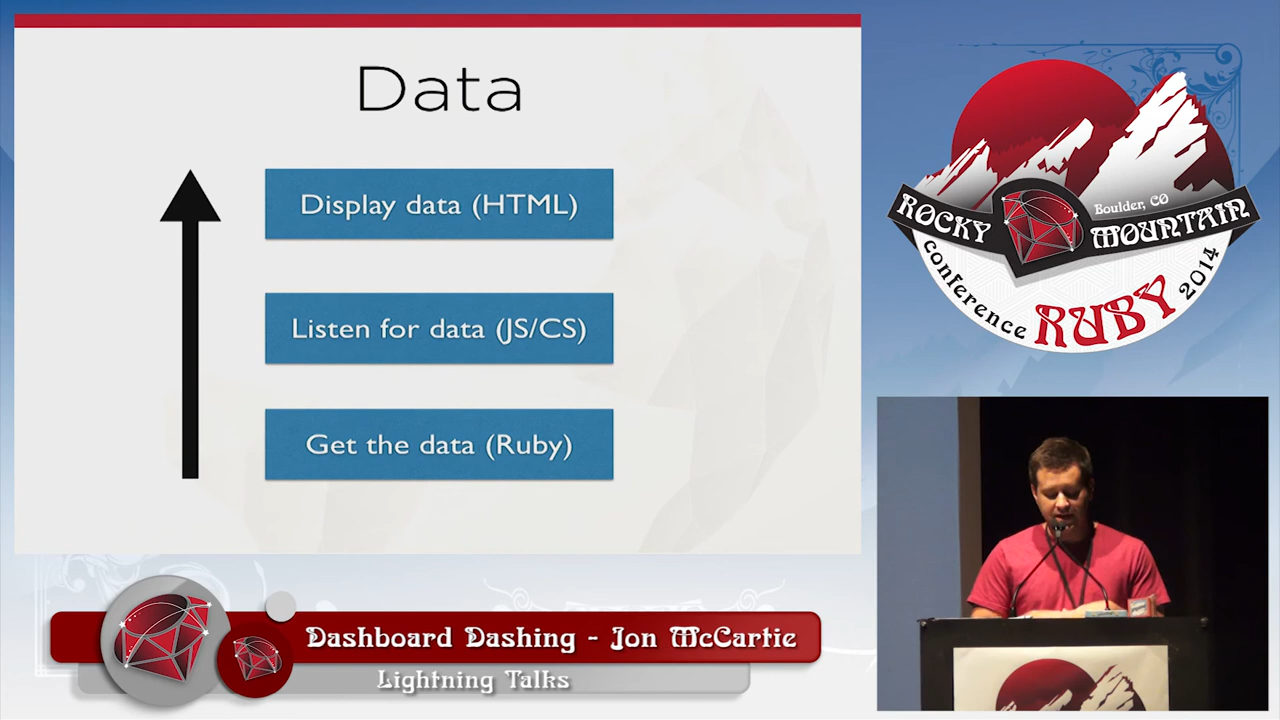 Data
Display data (HTML)
Listen for data (JS/CS)
Get the data (Ruby)
ROCKY
Boulder, CO
MOUNTAIN
conference
RUBY
2014
Dashboard Dashing - Jon McCartie
Lightning Talks